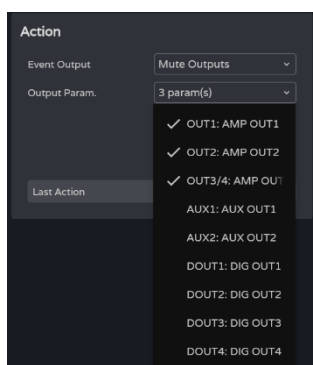 Action
Event Output Mute Outputs
Output Param. 3 param(s)
OUT1: AMP OUT1
OUT2: AMP OUT2
OUT3/4: AMP OUT
Last Action
AUX1: AUX OUT1
AUX2: AUX OUT2
DOUT1: DIG OUT1
DOUT2: DIG OUT2
DOUT3: DIG OUT3
DOUT4: DIG OUT4